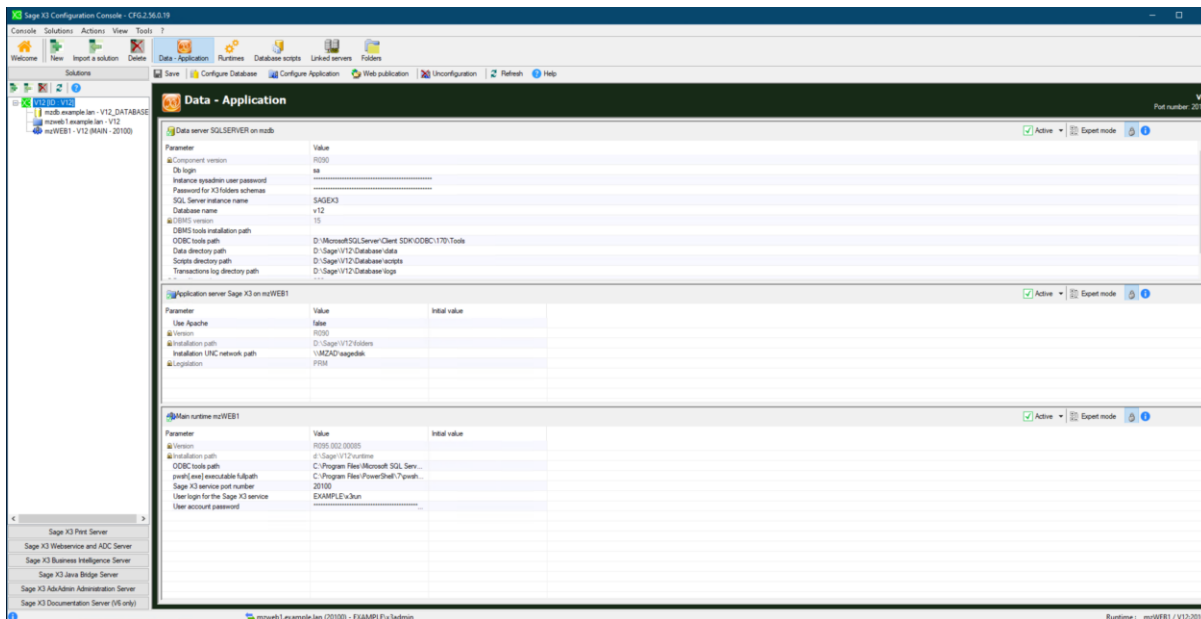 Sage X3 Configuration Console - CFG.2.56.0.19
Console Solutions Actions View Tools ?
Welcome New Import a solution Delete Data - Application Runtimes Database scripts Linked servers Folders
Solutions
Save Configure Database Configure Application Web publication Unconfiguration Refresh Help
V12 [ID : V12]
mzdb.example.lan - V12_DATABASE
mzweb1.example.lan - V12
mzWEB1 - V12 (MAIN - 20100)
Data - Application
Port number: 201
Data server SQLSERVER on mzdb Active Expert mode
Parameter Value
Component version R090
Db login sa
Instance sysadmin user password
Password for X3 folders schemas
SQL Server instance name SAGEX3
Database name v12
DBMS version 15
DBMS tools installation path
ODBC tools path D:\MicrosoftSQLServer\Client SDK\ODBC\170\Tools
Data directory path D:\Sage\V12\Database\data
Scripts directory path D:\Sage\V12\Database\scripts
Transactions log directory path D:\Sage\V12\Database\logs
Application server Sage X3 on mzWEB1 Active Expert mode
Parameter Value Initial value
Use Apache false
Version R090
Installation path D:\Sage\V12\folders
Installation UNC network path \\MZAD\sagedisk
Legislation PRM
Main runtime mzWEB1 Active Expert mode
Parameter Value Initial value
Version R095.002.00085
Installation path d:\Sage\V12\runtime
ODBC tools path C:\Program Files\Microsoft SQL Serv...
pwsh[.exe] executable fullpath C:\Program Files\PowerShell\7\pwsh...
Sage X3 service port number 20100
User login for the Sage X3 service EXAMPLE\x3run
User account password
Sage X3 Print Server
Sage X3 Webservice and ADC Server
Sage X3 Business Intelligence Server
Sage X3 Java Bridge Server
Sage X3 AdxAdmin Administration Server
Sage X3 Documentation Server (V6 only)
mzweb1.example.lan (20100) - EXAMPLE\x3admin Runtime : mzWEB1 / V12-201